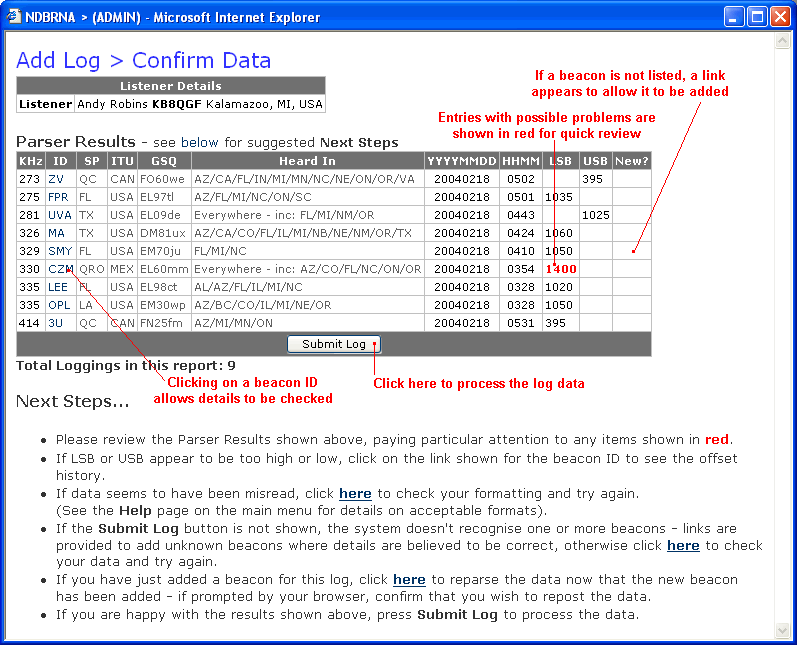 NDBRNA > (ADMIN) - Microsoft Internet Explorer
Add Log > Confirm Data
Listener Details
Listener Andy Robins KB8QGF Kalamazoo, MI, USA
If a beacon is not listed, a link
appears to allow it to be added
Entries with possible problems are
shown in red for quick review
Parser Results - see below for suggested Next Steps
KHz ID SP ITU GSQ Heard In YYYYMMDD HHMM LSB USB New?
273 ZV QC CAN FO60we AZ/CA/FL/IN/MI/MN/NC/NE/ON/OR/VA 20040218 0502 395
275 FPR FL USA EL97tl AZ/FL/MI/NC/ON/SC 20040218 0501 1035
281 UVA TX USA EL09de Everywhere - inc: FL/MI/NM/OR 20040218 0443 1025
326 MA TX USA DM81ux AZ/CA/CO/FL/IL/MI/NB/NE/NM/OR/TX 20040218 0424 1060
329 SMY FL USA EM70ju FL/MI/NC 20040218 0410 1050
330 CZM QRO MEX EL60mm Everywhere - inc: AZ/CO/FL/NC/ON/OR 20040218 0354 1400
335 LEE FL USA EL98ct AL/AZ/FL/IL/MI/NC 20040218 0328 1020
335 OPL LA USA EM30wp AZ/BC/CO/IL/MI/NE/OR 20040218 0328 1050
414 3U QC CAN FN25fm AZ/MI/MN/ON 20040218 0531 395
Submit Log
Total Loggings in this report: 9
Clicking on a beacon ID
allows details to be checked
Click here to process the log data
Next Steps...
• Please review the Parser Results shown above, paying particular attention to any items shown in red.
• If LSB or USB appear to be too high or low, click on the link shown for the beacon ID to see the offset
history.
• If data seems to have been misread, click here to check your formatting and try again.
(See the Help page on the main menu for details on acceptable formats).
• If the Submit Log button is not shown, the system doesn't recognise one or more beacons - links are
provided to add unknown beacons where details are believed to be correct, otherwise click here to check
your data and try again.
• If you have just added a beacon for this log, click here to reparse the data now that the new beacon
has been added - if prompted by your browser, confirm that you wish to repost the data.
• If you are happy with the results shown above, press Submit Log to process the data.